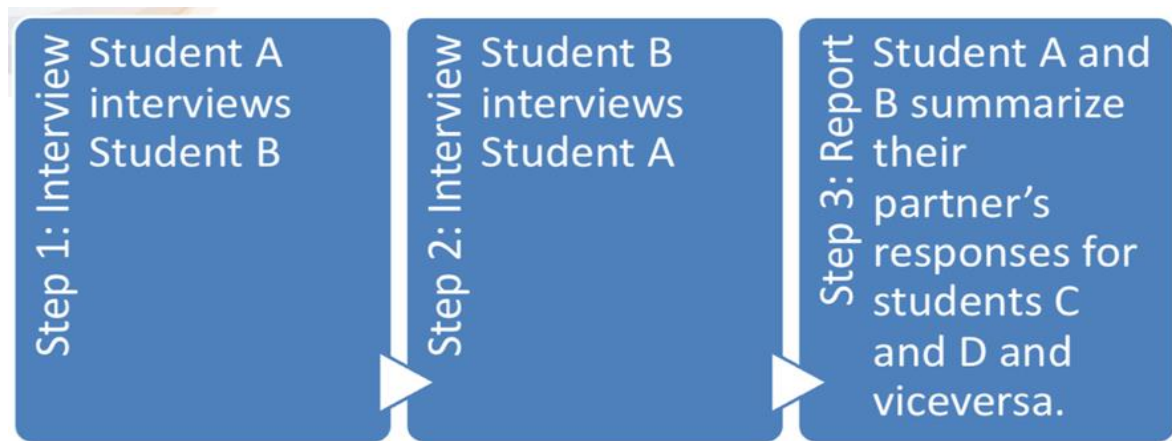 Step 1: Interview
Student A
interviews
Student B
Step 2: Interview
Student B
interviews
Student A
Step 3: Report
Student A and
B summarize
their
partner’s
responses for
students C
and D and
viceversa.